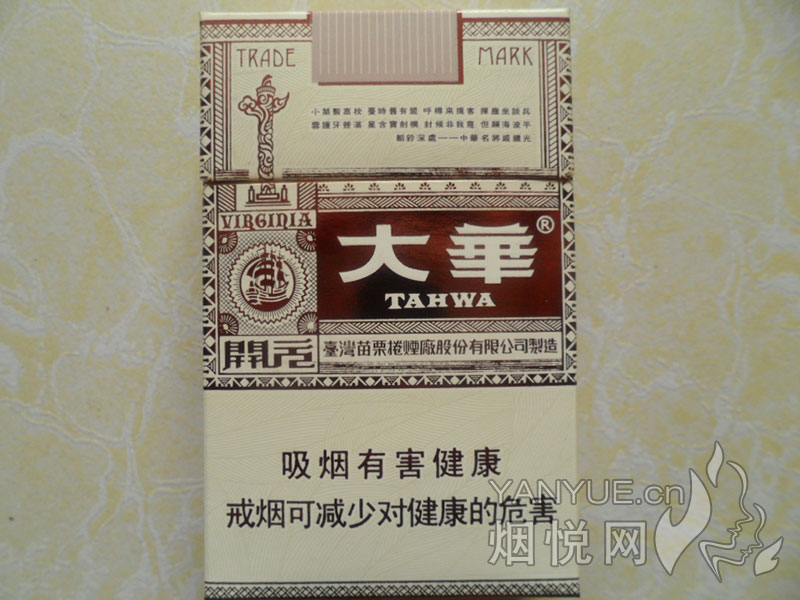 TRADE MARK
VIRGINIA
大華®
TAHWA
開元
臺灣苗栗捲煙廠股份有限公司製造
吸烟有害健康
戒烟可减少对健康的危害
YANYUE.cn
烟悦网